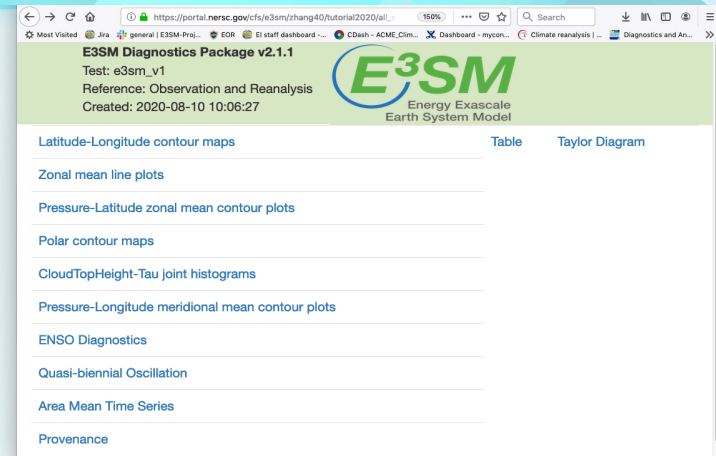 https://portal.nersc.gov/cfs/e3sm/zhang40/tutorial2020/all_s 150% Search
Most Visited Jira general | E3SM-Proj... EOR EI staff dashboard -... CDash - ACME_Clim... Dashboard - mycon... Climate reanalysis | ... Diagnostics and An...
E3SM Diagnostics Package v2.1.1
Test: e3sm_v1
Reference: Observation and Reanalysis
Created: 2020-08-10 10:06:27
E³SM
Energy Exascale
Earth System Model
Latitude-Longitude contour maps Table Taylor Diagram
Zonal mean line plots
Pressure-Latitude zonal mean contour plots
Polar contour maps
CloudTopHeight-Tau joint histograms
Pressure-Longitude meridional mean contour plots
ENSO Diagnostics
Quasi-biennial Oscillation
Area Mean Time Series
Provenance